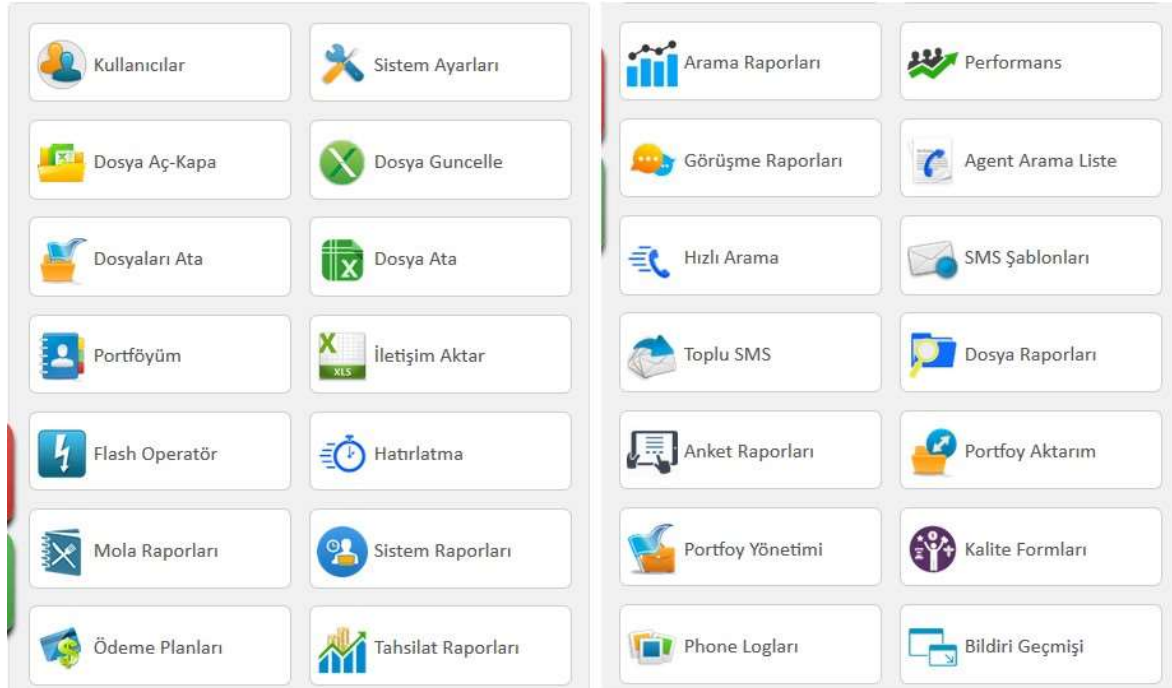 Kullanıcılar
Sistem Ayarları
Dosya Aç-Kapa
Dosya Guncelle
Dosyaları Ata
Dosya Ata
Portföyüm
İletişim Aktar
XLS
Flash Operatör
Hatırlatma
Mola Raporları
Sistem Raporları
Ödeme Planları
Tahsilat Raporları
Arama Raporları
Performans
Görüşme Raporları
Agent Arama Liste
Hızlı Arama
SMS Şablonları
Toplu SMS
Dosya Raporları
Anket Raporları
Portfoy Aktarım
Portfoy Yönetimi
Kalite Formları
Phone Logları
Bildiri Geçmişi